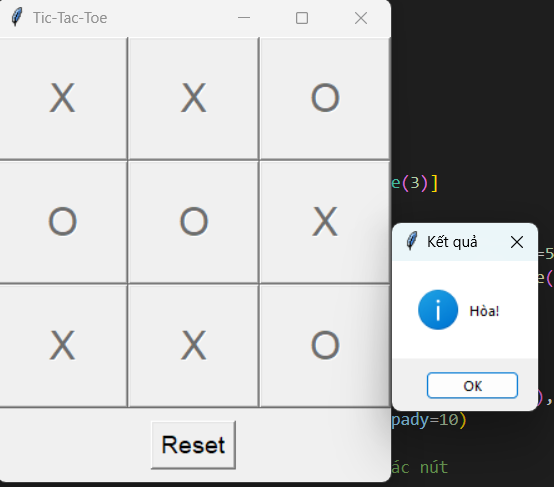 Tic-Tac-Toe
X X O
e(3)]
O O X
Kết quả
=5
e(
Hòa!
X X O
OK
),
pady=10)
Reset
ác nút